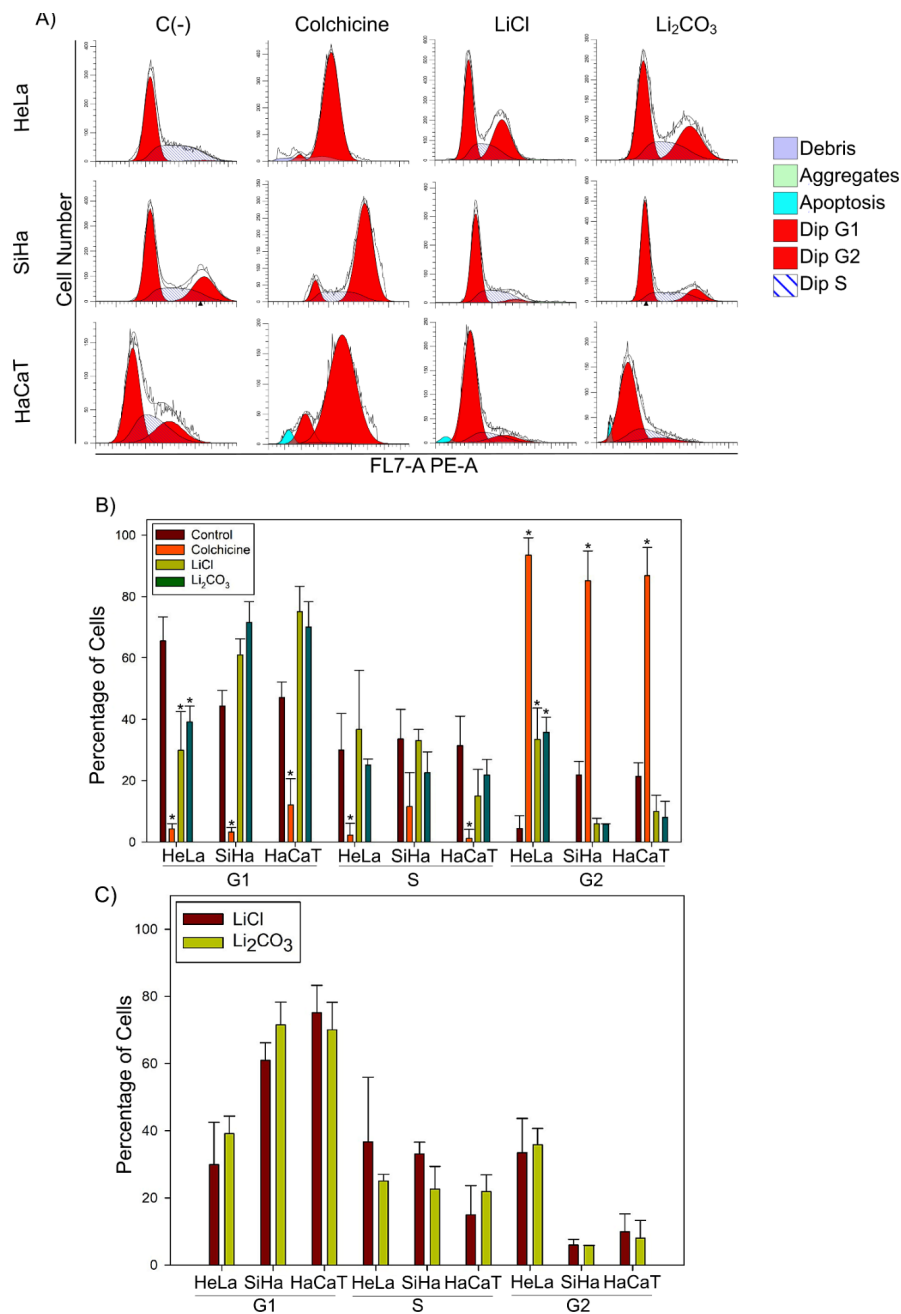 A)
C(-) Colchicine LiCl Li₂CO₃
HeLa
SiHa
HaCaT
Cell Number
FL7-A PE-A
Debris
Aggregates
Apoptosis
Dip G1
Dip G2
Dip S
B)
Control
Colchicine
LiCl
Li₂CO₃
Percentage of Cells
100
80
60
40
20
0
* * * * * * * * * * * *
HeLa SiHa HaCaT HeLa SiHa HaCaT HeLa SiHa HaCaT
G1 S G2
C)
LiCl
Li₂CO₃
Percentage of Cells
100
80
60
40
20
0
HeLa SiHa HaCaT HeLa SiHa HaCaT HeLa SiHa HaCaT
G1 S G2